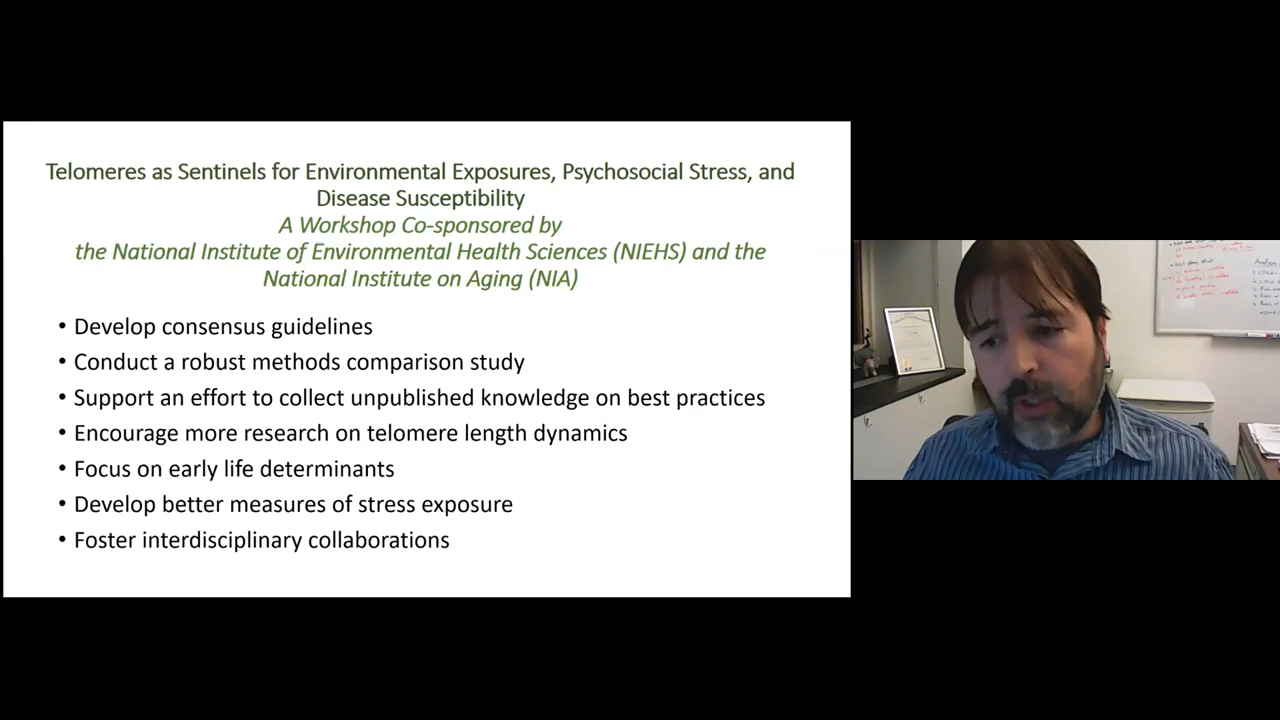 Telomeres as Sentinels for Environmental Exposures, Psychosocial Stress, and
Disease Susceptibility
A Workshop Co-sponsored by
the National Institute of Environmental Health Sciences (NIEHS) and the
National Institute on Aging (NIA)
• Develop consensus guidelines
• Conduct a robust methods comparison study
• Support an effort to collect unpublished knowledge on best practices
• Encourage more research on telomere length dynamics
• Focus on early life determinants
• Develop better measures of stress exposure
• Foster interdisciplinary collaborations